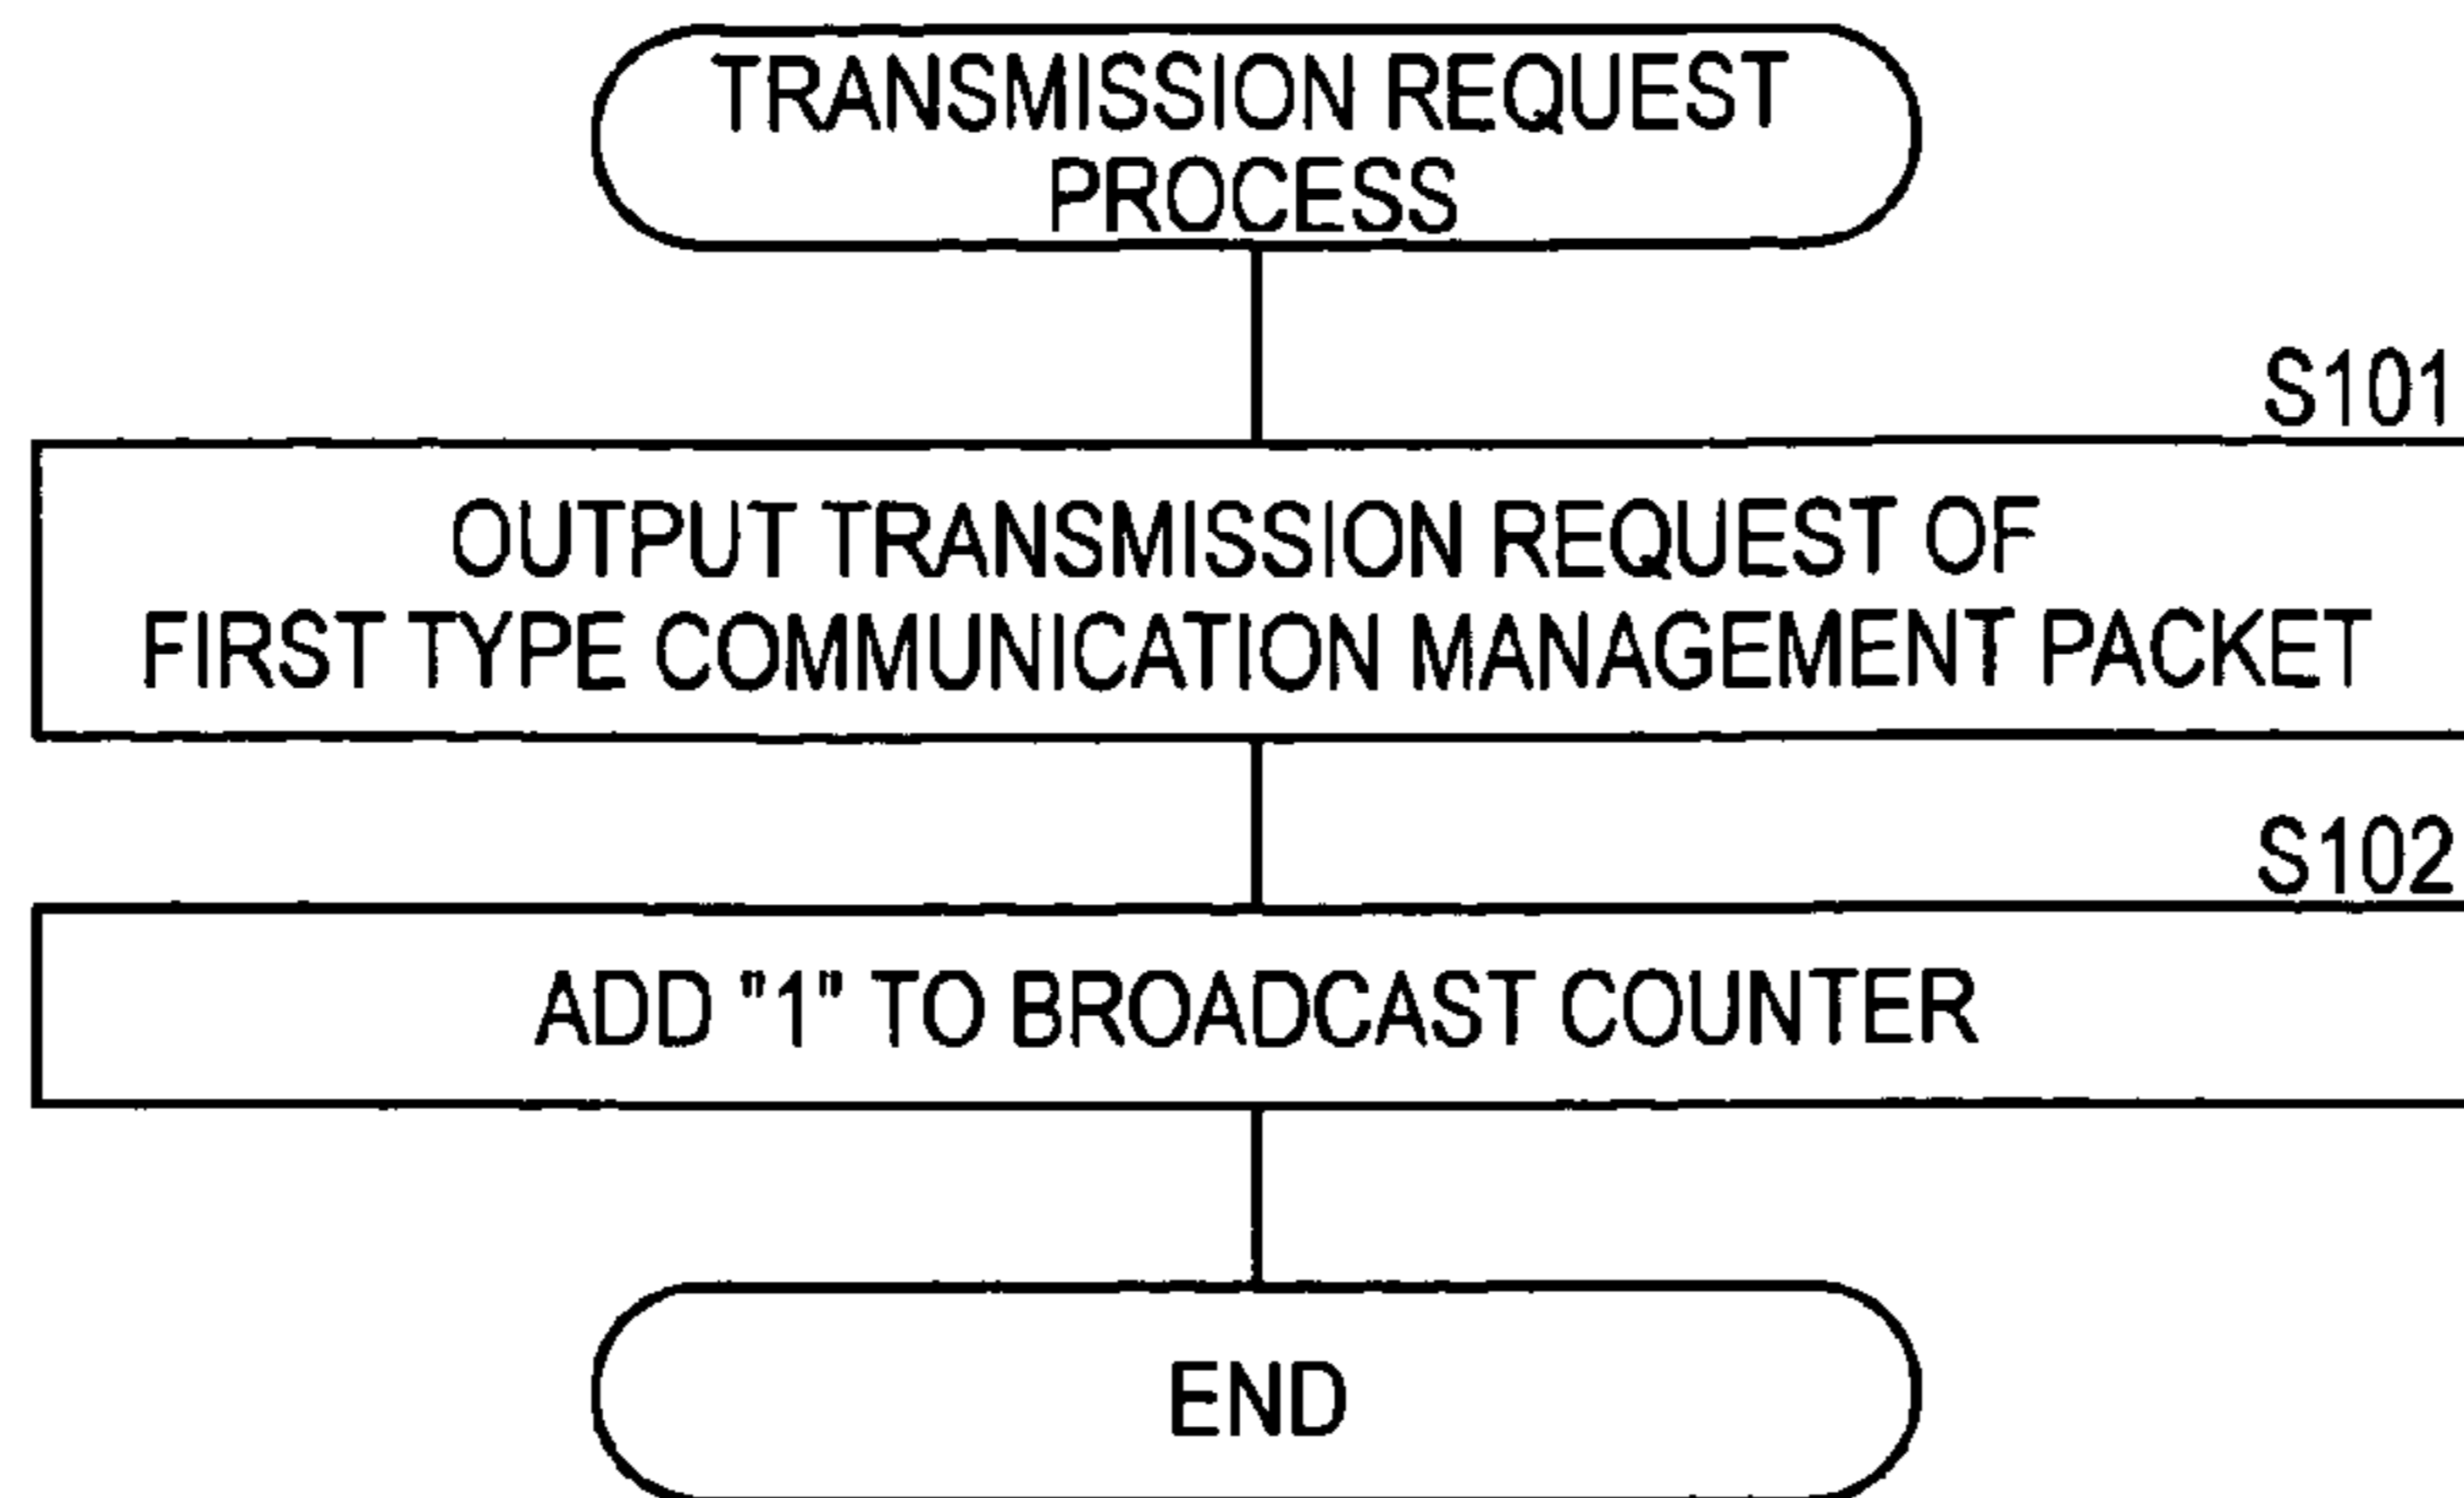 TRANSMISSION REQUEST
PROCESS
S101
OUTPUT TRANSMISSION REQUEST OF
FIRST TYPE COMMUNICATION MANAGEMENT PACKET
S102
ADD "1" TO BROADCAST COUNTER
END